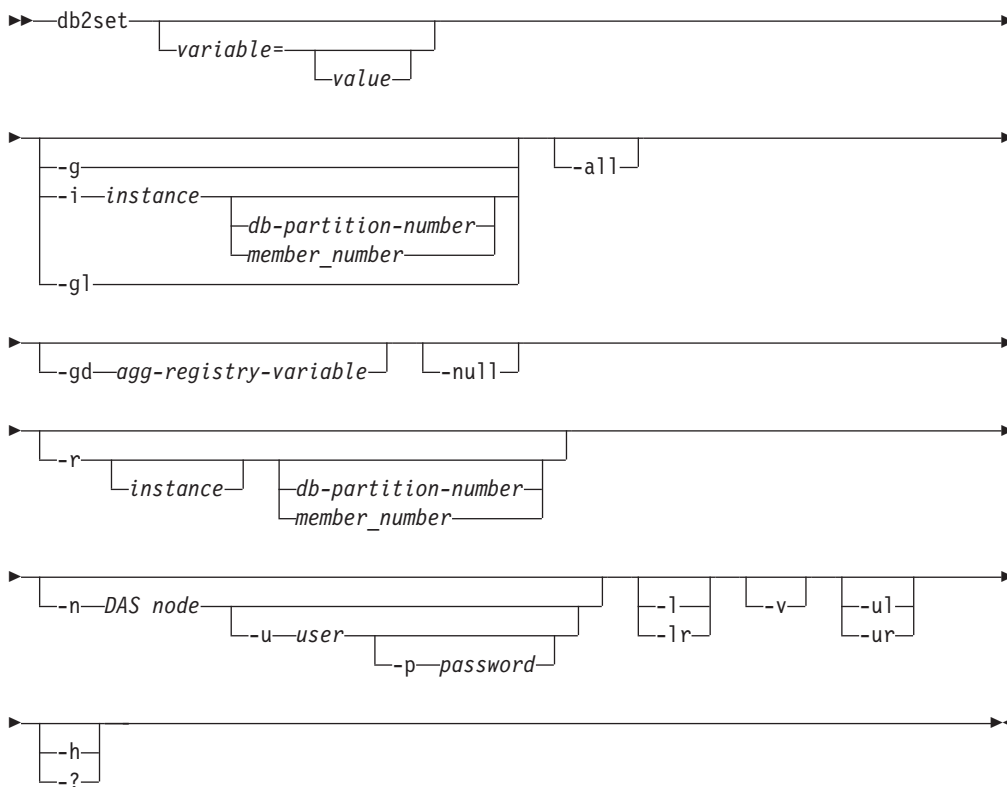 db2set
variable=
value
-g
-i instance
db-partition-number
member_number
-gl
-all
-gd agg-registry-variable
-null
-r
instance
db-partition-number
member_number
-n DAS node
-u user
-p password
-l
-lr
-v
-ul
-ur
-h
-?